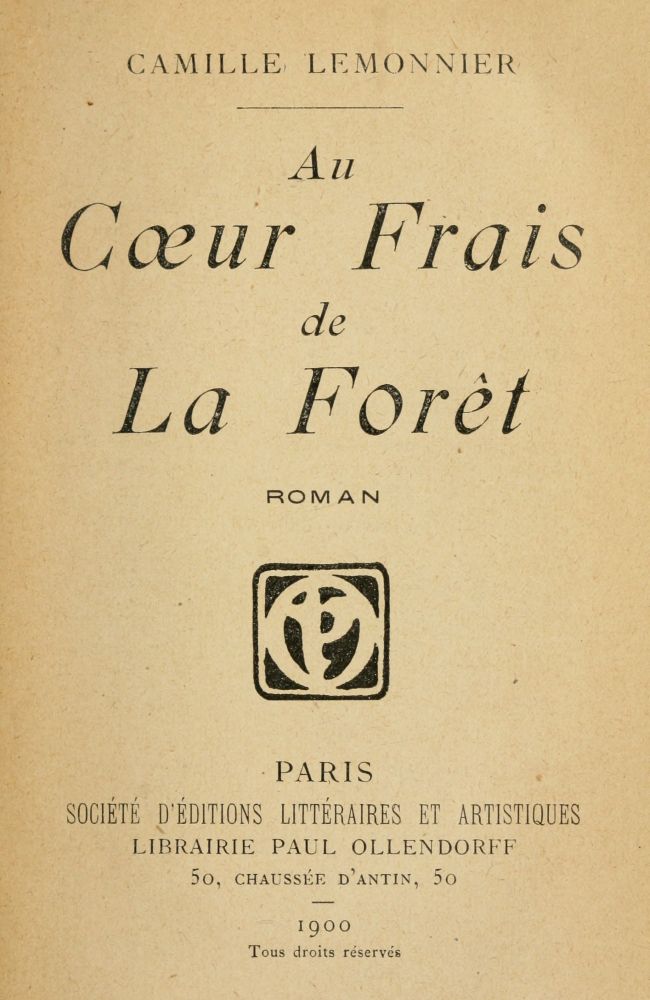 CAMILLE LEMONNIER
Au
Cœur Frais
de
La Forêt
ROMAN
PARIS
SOCIÉTÉ D'ÉDITIONS LITTÉRAIRES ET ARTISTIQUES
LIBRAIRIE PAUL OLLENDORFF
50, CHAUSSÉE D'ANTIN, 50
1900
Tous droits réservés